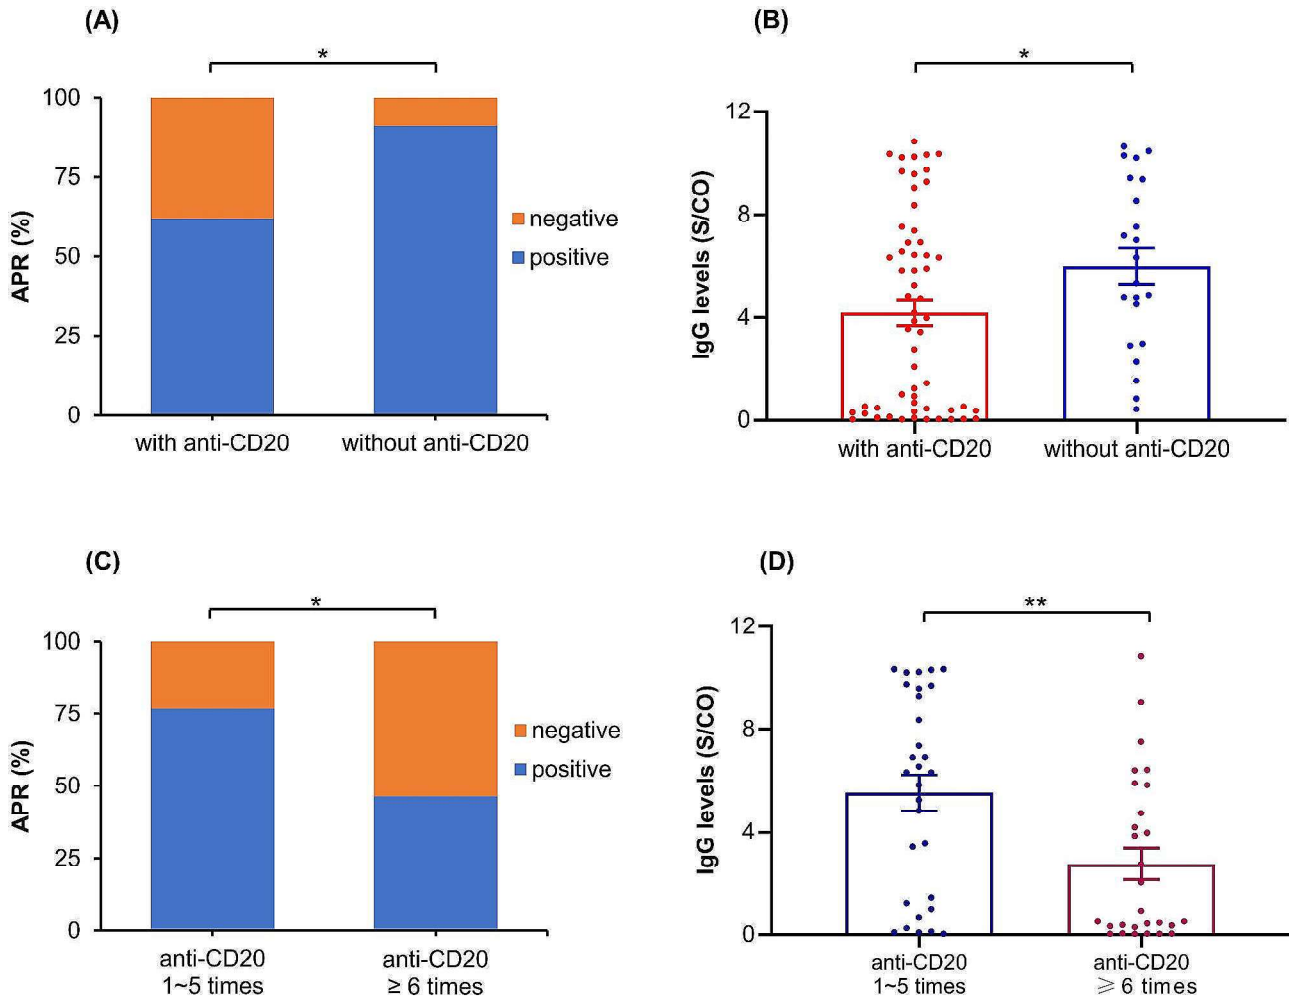 (A)
*
100
75
50
25
0
APR (%)
negative
positive
with anti-CD20
without anti-CD20
(B)
*
12
8
4
0
IgG levels (S/CO)
with anti-CD20
without anti-CD20
(C)
*
100
75
50
25
0
APR (%)
negative
positive
anti-CD20
1~5 times
anti-CD20
≥ 6 times
(D)
**
12
8
4
0
IgG levels (S/CO)
anti-CD20
1~5 times
anti-CD20
⩾ 6 times